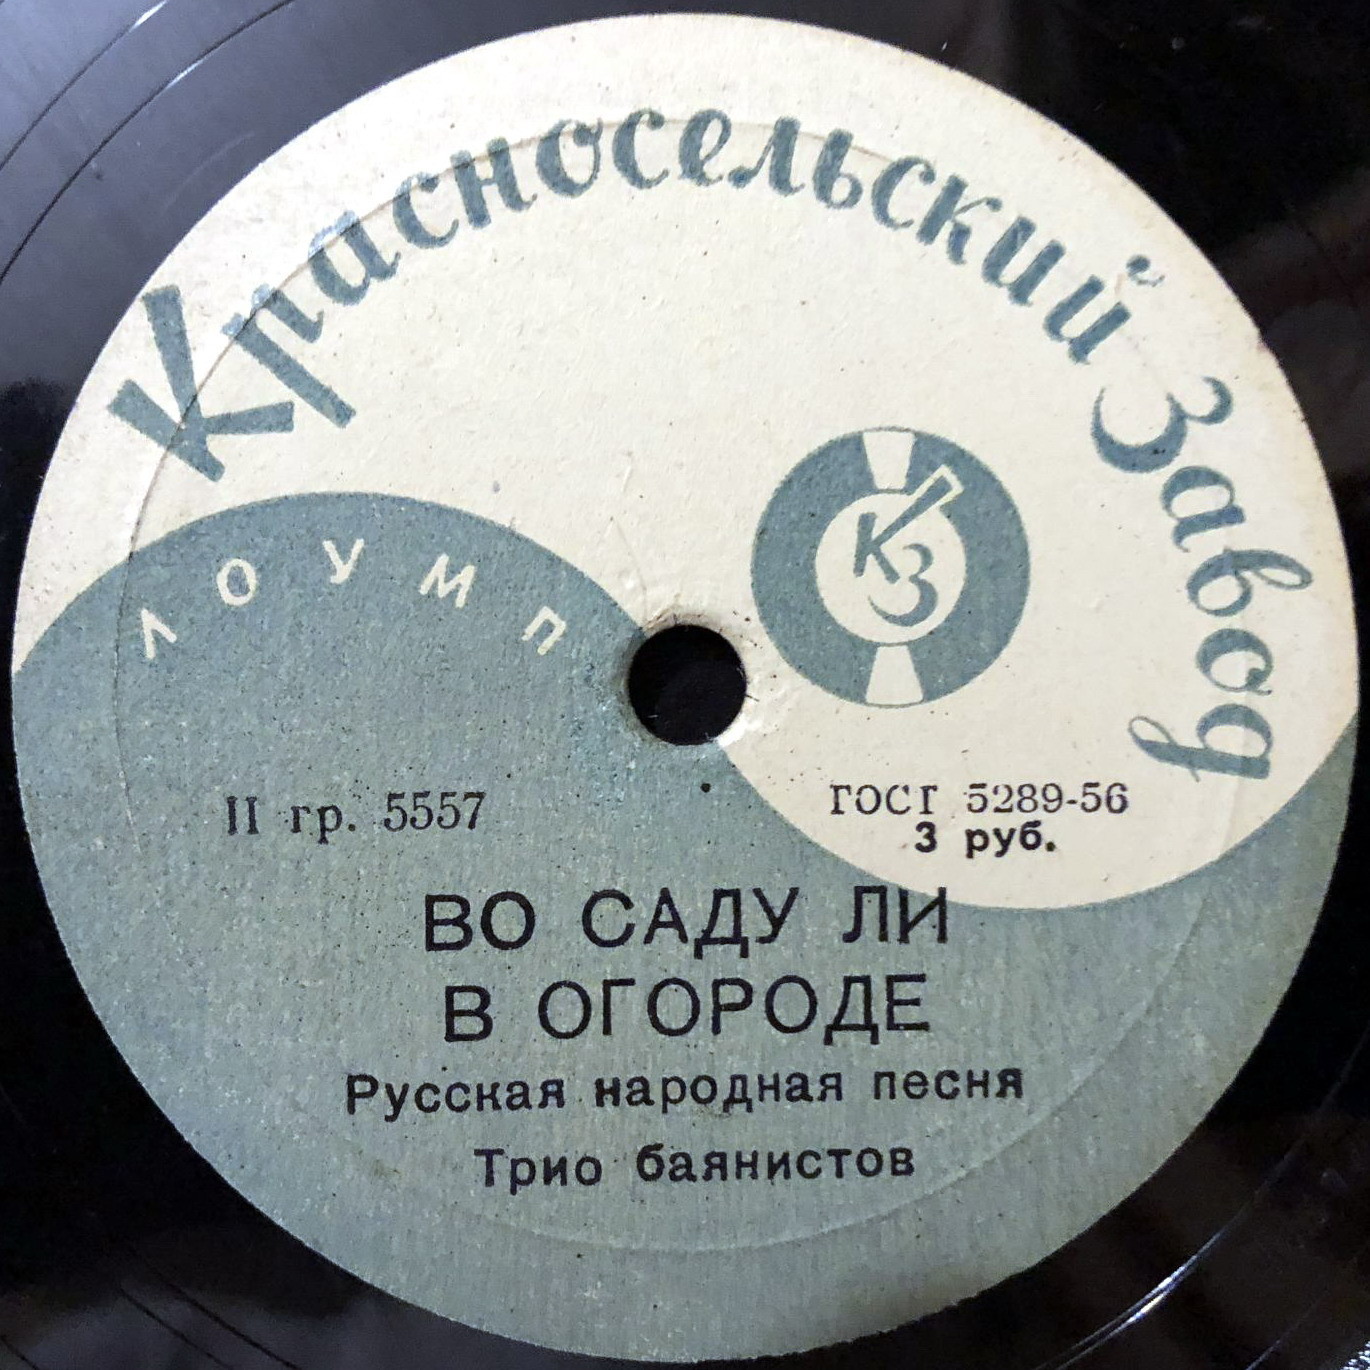 Красносельский Завод
ЛОУМП
КЗ
II гр. 5557
ГОСТ 5289-56
3 руб.
ВО САДУ ЛИ
В ОГОРОДЕ
Русская народная песня
Трио баянистов